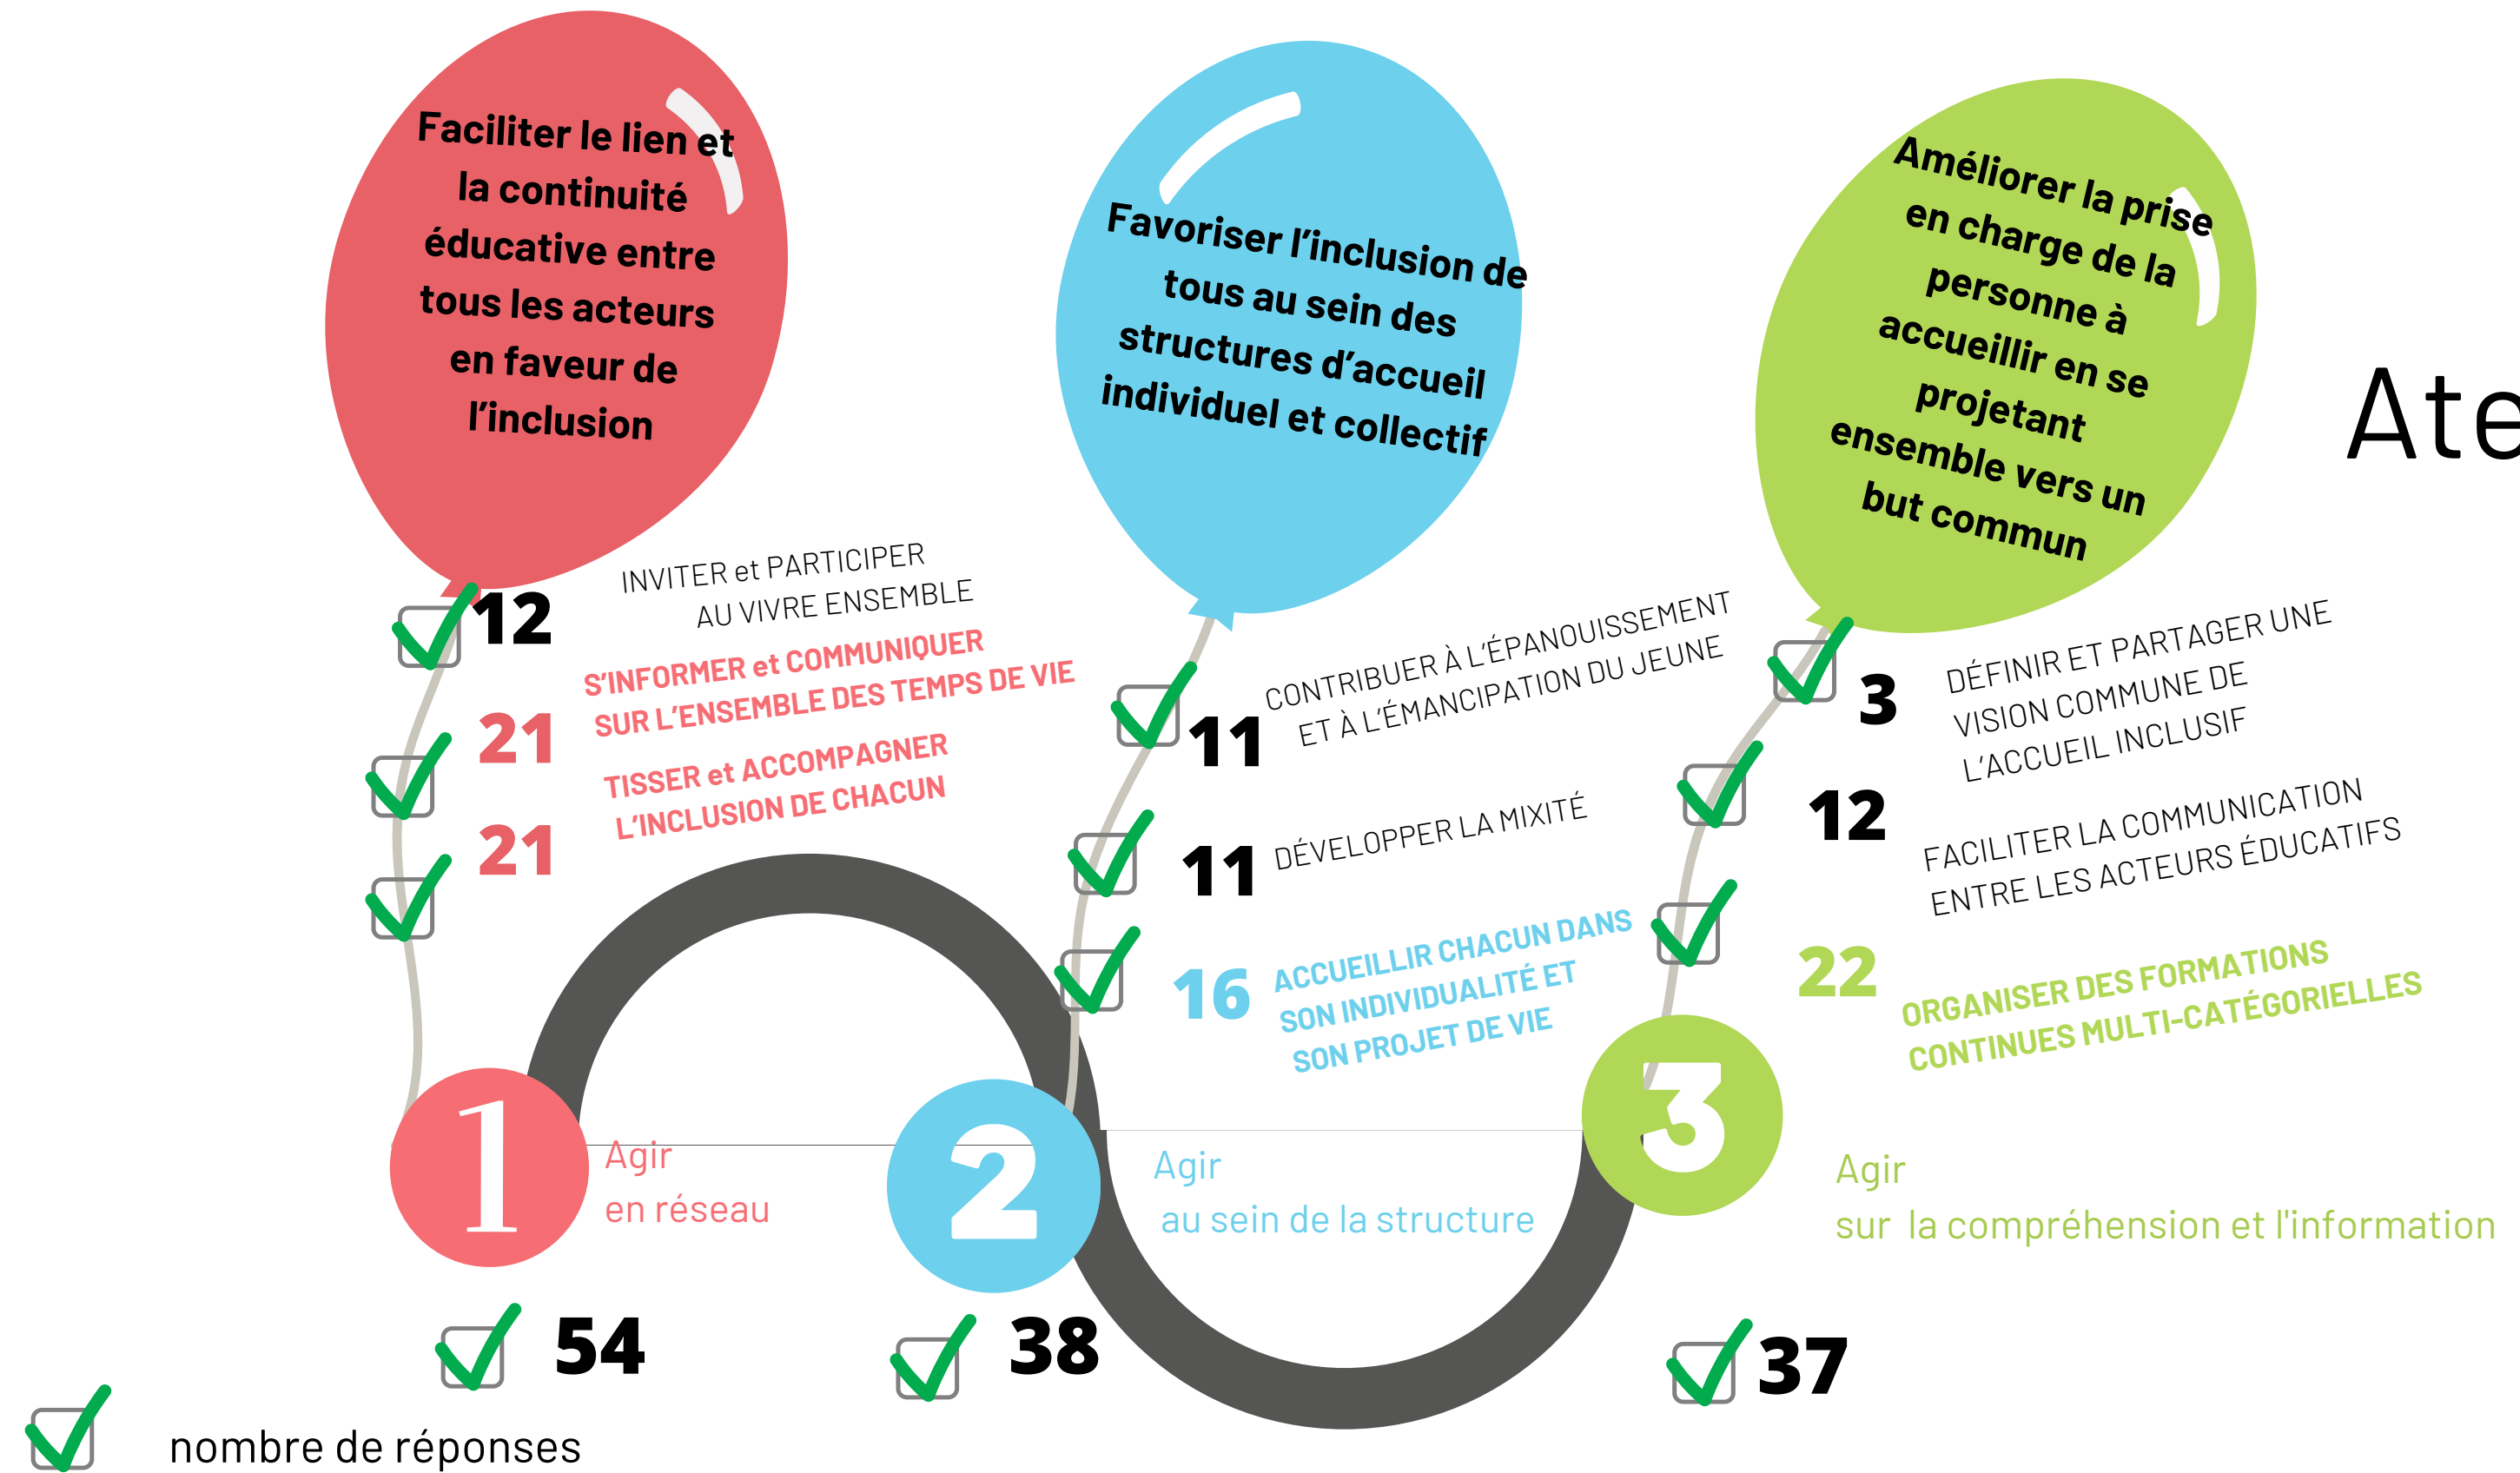 Faciliter le lien et
la continuité
éducative entre
tous les acteurs
en faveur de
l’inclusion
12
INVITER et PARTICIPER
AU VIVRE ENSEMBLE
21
S’INFORMER et COMMUNIQUER
SUR L’ENSEMBLE DES TEMPS DE VIE
21
TISSER et ACCOMPAGNER
L’INCLUSION DE CHACUN
1
Agir
en réseau
54
Favoriser l’inclusion de
tous au sein des
structures d’accueil
individuel et collectif
11
CONTRIBUER À L’ÉPANOUISSEMENT
ET À L’ÉMANCIPATION DU JEUNE
11
DÉVELOPPER LA MIXITÉ
16
ACCUEILLIR CHACUN DANS
SON INDIVIDUALITÉ ET
SON PROJET DE VIE
2
Agir
au sein de la structure
38
Améliorer la prise
en charge de la
personne à
accueillir en se
projetant
ensemble vers un
but commun
3
DÉFINIR ET PARTAGER UNE
VISION COMMUNE DE
L’ACCUEIL INCLUSIF
12
FACILITER LA COMMUNICATION
ENTRE LES ACTEURS ÉDUCATIFS
22
ORGANISER DES FORMATIONS
CONTINUES MULTI-CATÉGORIELLES
3
Agir
sur la compréhension et l'information
37
Ate
nombre de réponses